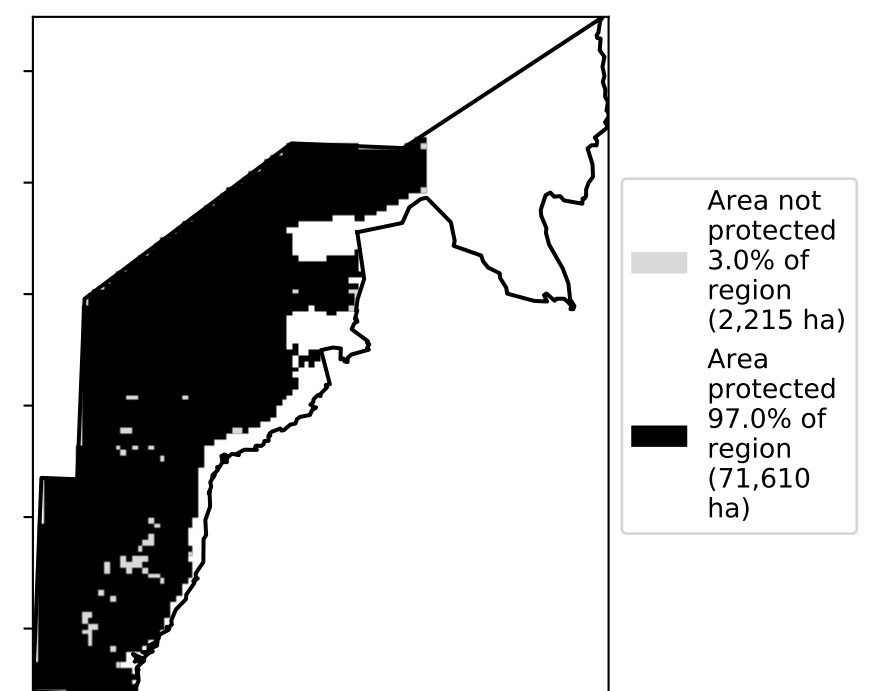 Area not
protected
3.0% of
region
(2,215 ha)
Area
protected
97.0% of
region
(71,610
ha)